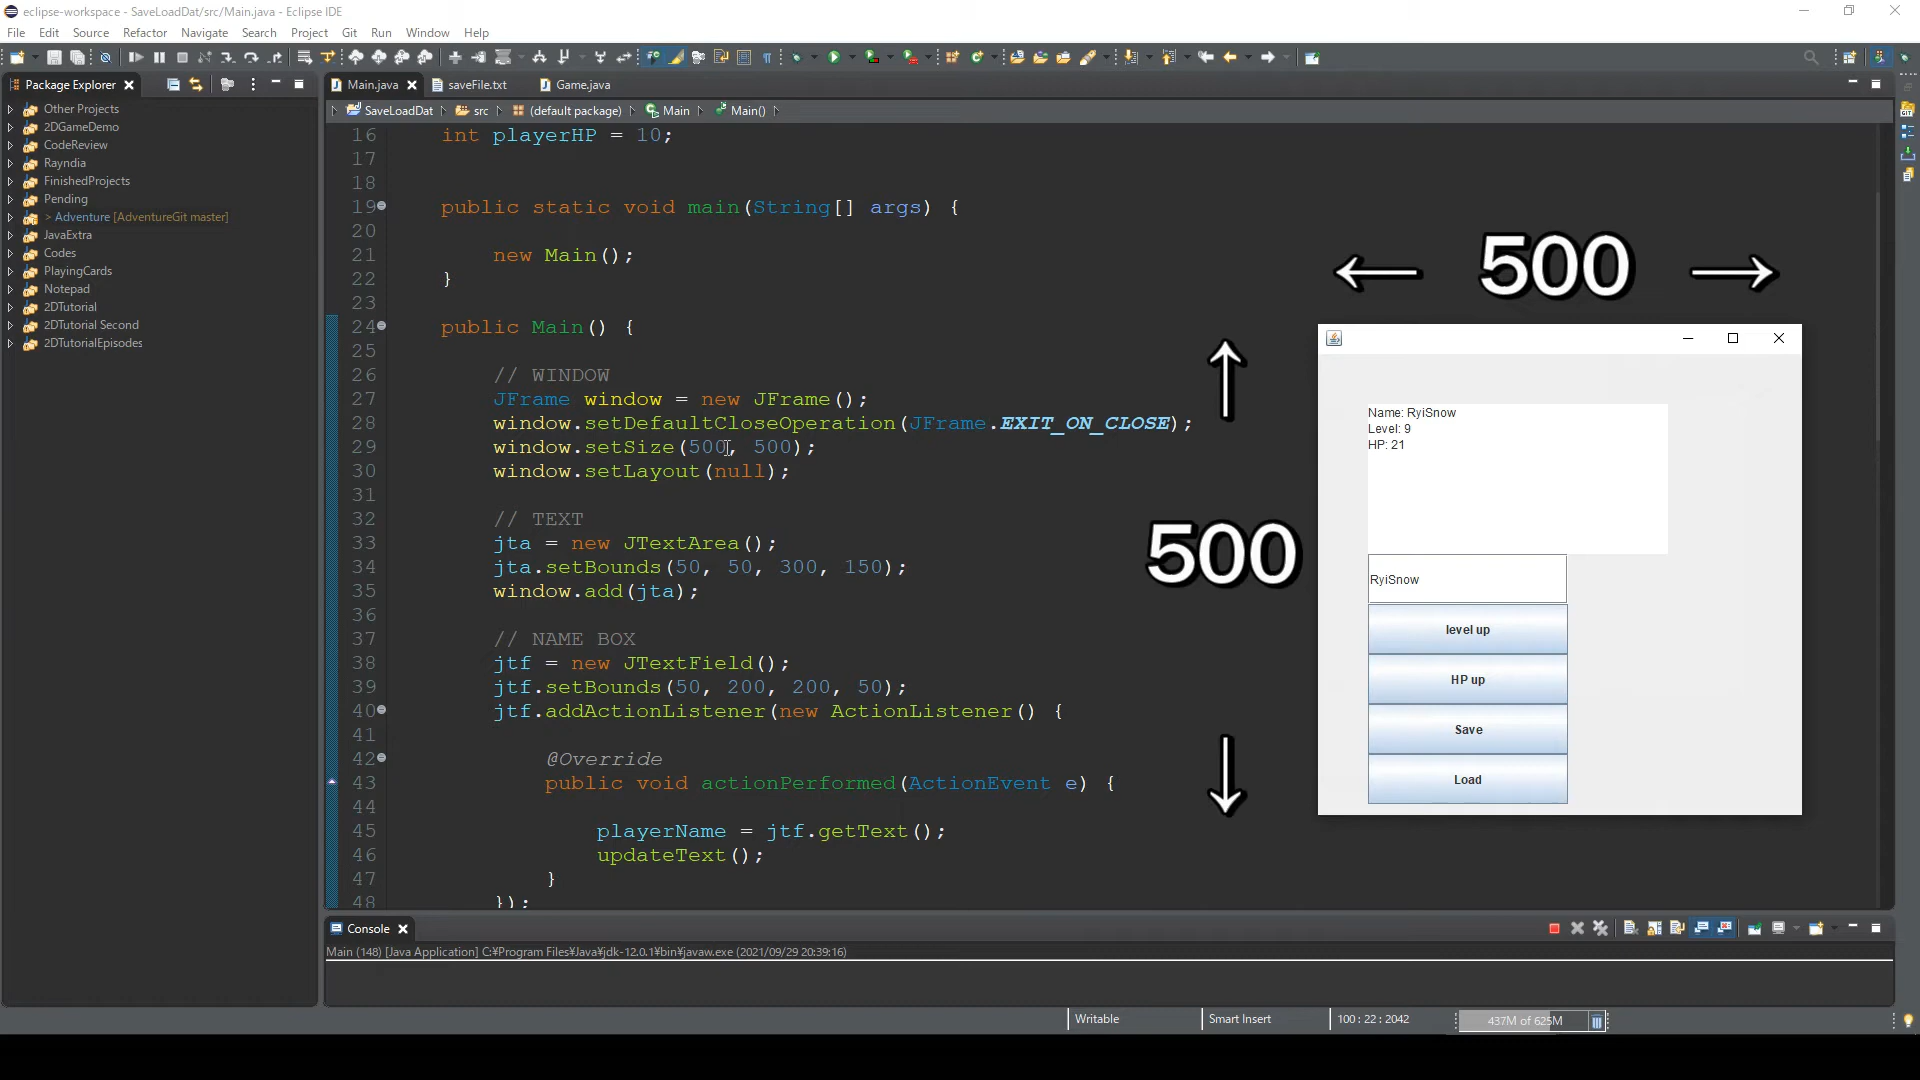 eclipse-workspace - SaveLoadDat/src/Main.java - Eclipse IDE
File Edit Source Refactor Navigate Search Project Git Run Window Help
Package Explorer
Other Projects
2DGameDemo
CodeReview
Rayndia
FinishedProjects
Pending
> Adventure [AdventureGit master]
JavaExtra
Codes
PlayingCards
Notepad
2DTutorial
2DTutorial Second
2DTutorialEpisodes
Main.java saveFile.txt Game.java
SaveLoadDat src (default package) Main Main()
16 int playerHP = 10;
17
18
19 public static void main(String[] args) {
20
21 new Main();
22 }
23
24 public Main() {
25
26 // WINDOW
27 JFrame window = new JFrame();
28 window.setDefaultCloseOperation(JFrame.EXIT_ON_CLOSE);
29 window.setSize(500, 500);
30 window.setLayout(null);
31
32 // TEXT
33 jta = new JTextArea();
34 jta.setBounds(50, 50, 300, 150);
35 window.add(jta);
36
37 // NAME BOX
38 jtf = new JTextField();
39 jtf.setBounds(50, 200, 200, 50);
40 jtf.addActionListener(new ActionListener() {
41
42 @Override
43 public void actionPerformed(ActionEvent e) {
44
45 playerName = jtf.getText();
46 updateText();
47 }
48 });
← 500 →
↑
500
↓
Name: RyiSnow
Level: 9
HP: 21
RyiSnow
level up
HP up
Save
Load
Console
Main (148) [Java Application] C:¥Program Files¥Java¥jdk-12.0.1¥bin¥javaw.exe (2021/09/29 20:39:16)
Writable Smart Insert 100 : 22 : 2042 437M of 625M